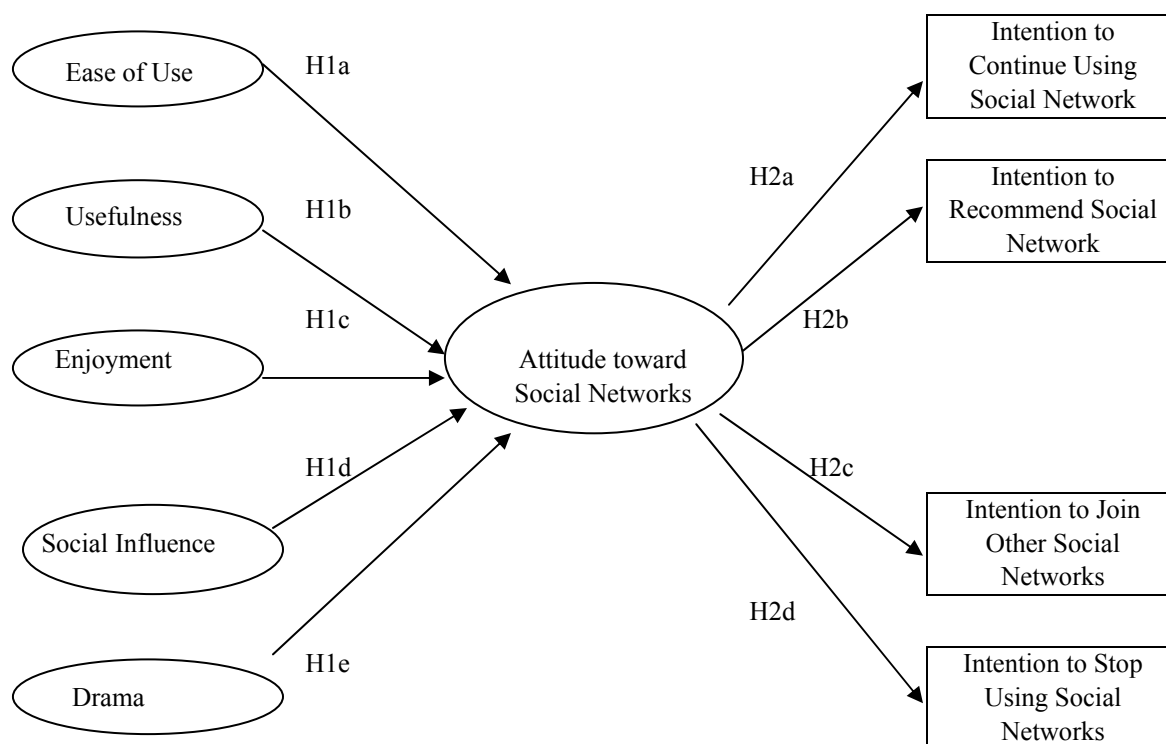 Ease of Use
Usefulness
Enjoyment
Social Influence
Drama
H1a
H1b
H1c
H1d
H1e
Attitude toward
Social Networks
H2a
H2b
H2c
H2d
Intention to
Continue Using
Social Network
Intention to
Recommend Social
Network
Intention to Join
Other Social
Networks
Intention to Stop
Using Social
Networks